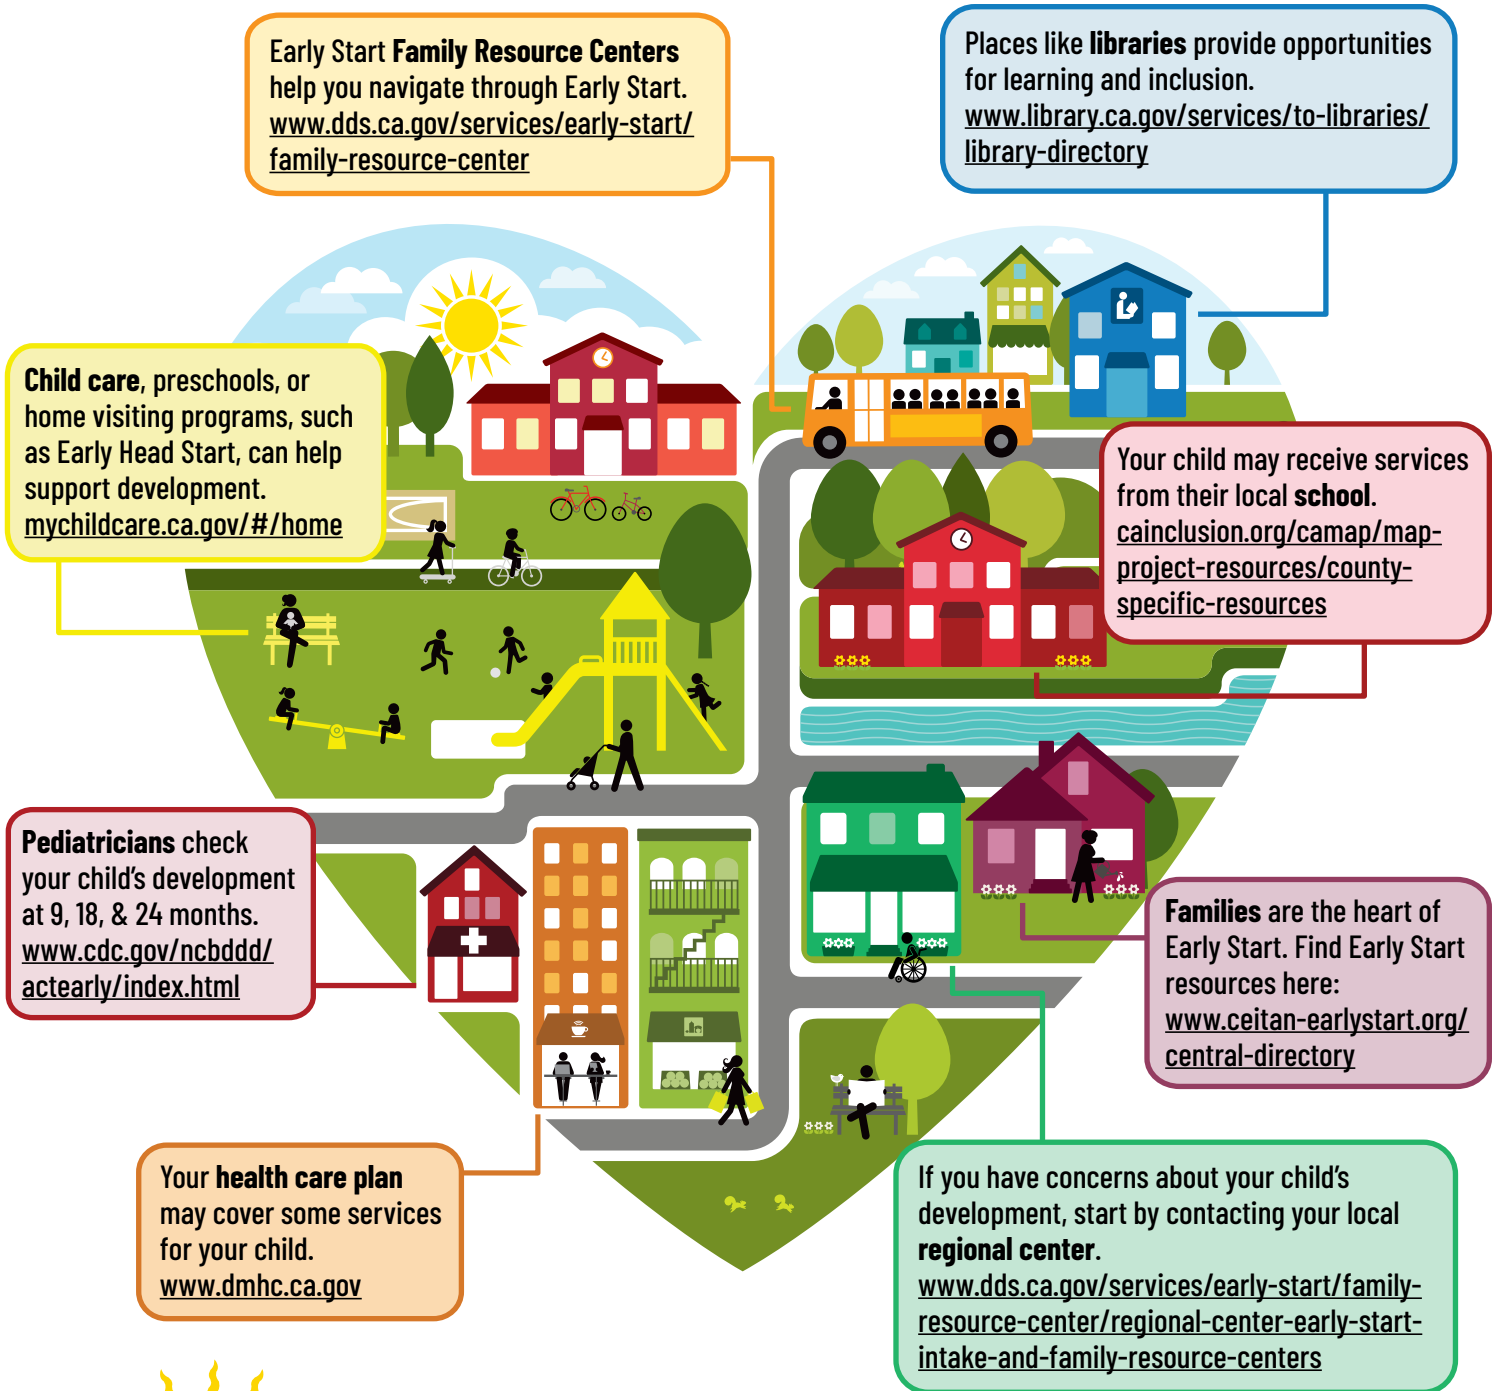 Early Start Family Resource Centers
help you navigate through Early Start.
www.dds.ca.gov/services/early-start/
family-resource-center
Places like libraries provide opportunities
for learning and inclusion.
www.library.ca.gov/services/to-libraries/
library-directory
Child care, preschools, or
home visiting programs, such
as Early Head Start, can help
support development.
mychildcare.ca.gov/#/home
Your child may receive services
from their local school.
cainclusion.org/camap/map-
project-resources/county-
specific-resources
Pediatricians check
your child's development
at 9, 18, & 24 months.
www.cdc.gov/ncbddd/
actearly/index.html
Families are the heart of
Early Start. Find Early Start
resources here:
www.ceitan-earlystart.org/
central-directory
Your health care plan
may cover some services
for your child.
www.dmhc.ca.gov
If you have concerns about your child's
development, start by contacting your local
regional center.
www.dds.ca.gov/services/early-start/family-
resource-center/regional-center-early-start-
intake-and-family-resource-centers